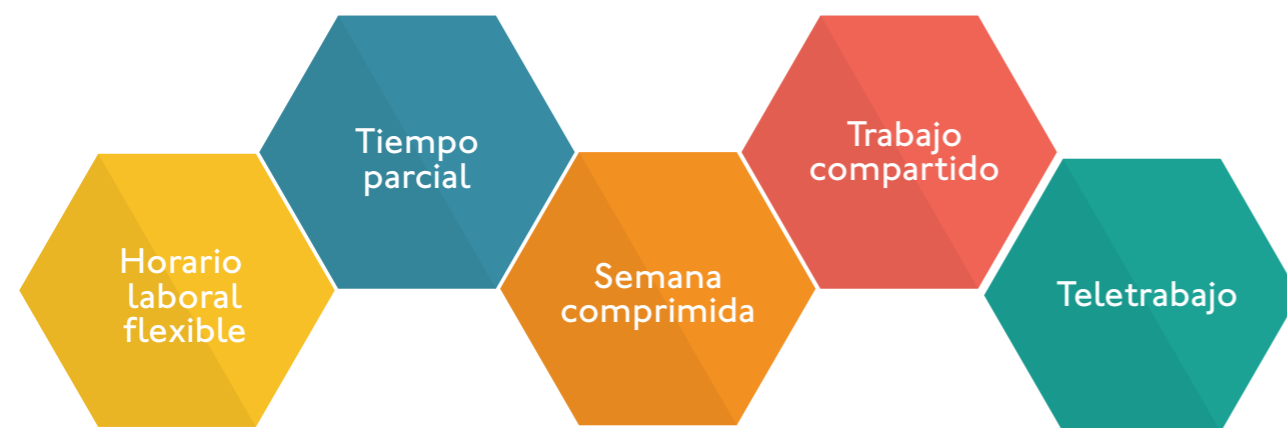 Horario
laboral
flexible
Tiempo
parcial
Semana
comprimida
Trabajo
compartido
Teletrabajo